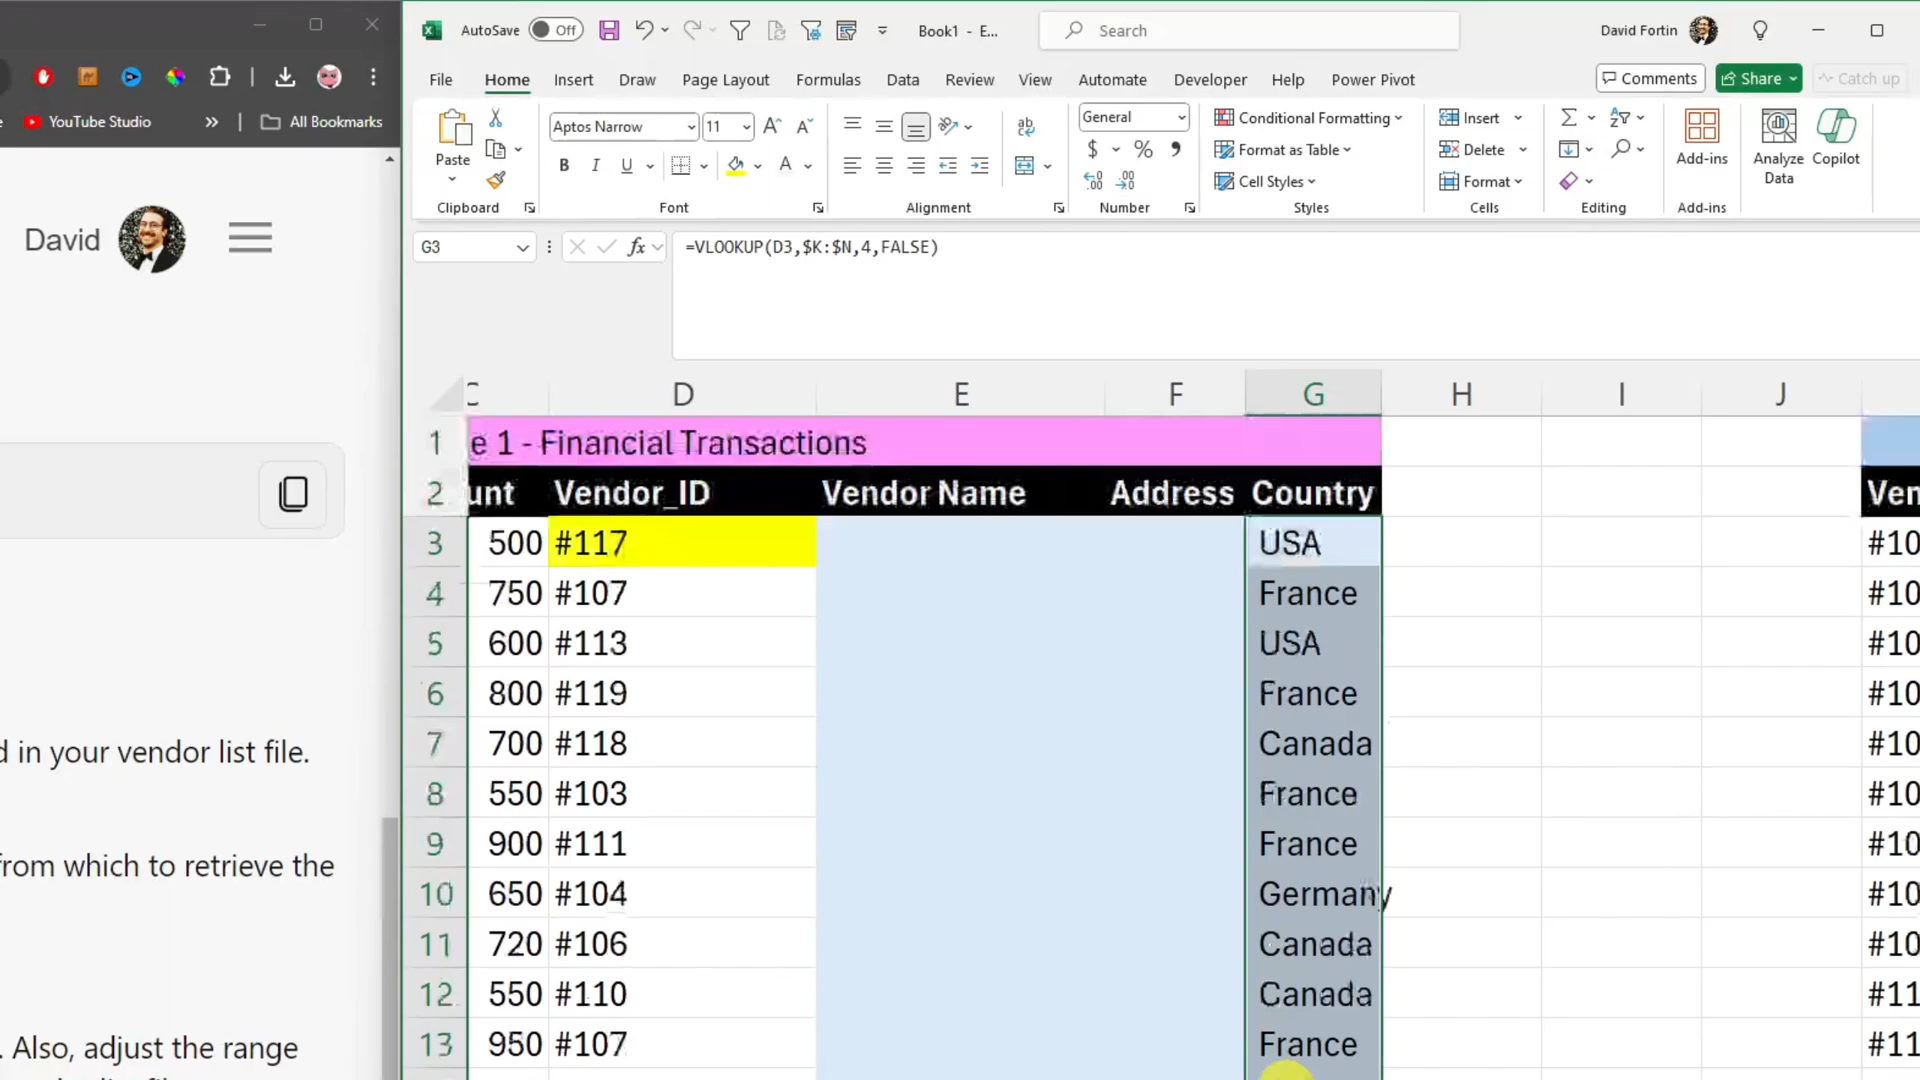 YouTube Studio
All Bookmarks
David
d in your vendor list file.
from which to retrieve the
. Also, adjust the range
AutoSave Off
Book1 - E...
Search
David Fortin
File Home Insert Draw Page Layout Formulas Data Review View Automate Developer Help Power Pivot
Comments Share Catch up
Paste
Clipboard
Aptos Narrow 11
B I U
Font
Alignment
General
$ %
Number
Conditional Formatting
Format as Table
Cell Styles
Styles
Insert
Delete
Format
Cells
Editing
Add-ins
Add-ins
Analyze
Data
Copilot
G3 fx =VLOOKUP(D3,$K:$N,4,FALSE)
C D E F G H I J
1 e 1 - Financial Transactions
2 unt Vendor_ID Vendor Name Address Country Ven
3 500 #117 USA #10
4 750 #107 France #10
5 600 #113 USA #10
6 800 #119 France #10
7 700 #118 Canada #10
8 550 #103 France #10
9 900 #111 France #10
10 650 #104 Germany #10
11 720 #106 Canada #10
12 550 #110 Canada #11
13 950 #107 France #11